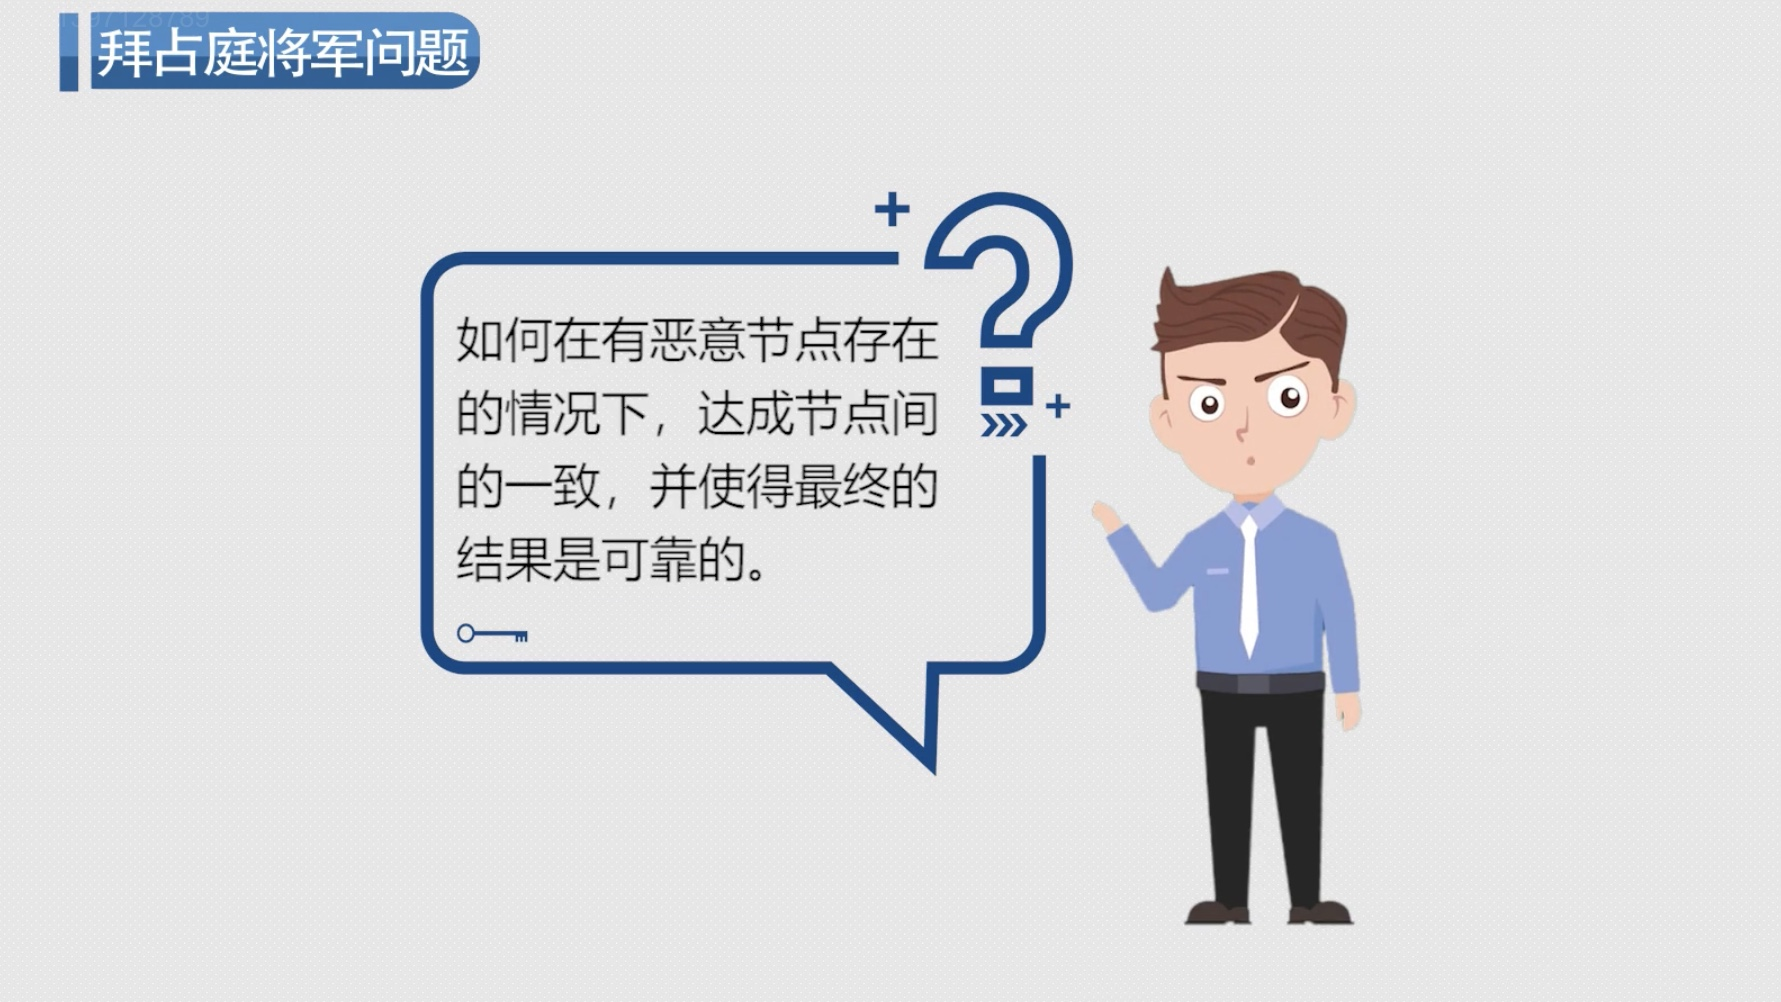 拜占庭将军问题
如何在有恶意节点存在
的情况下，达成节点间
的一致，并使得最终的
结果是可靠的。